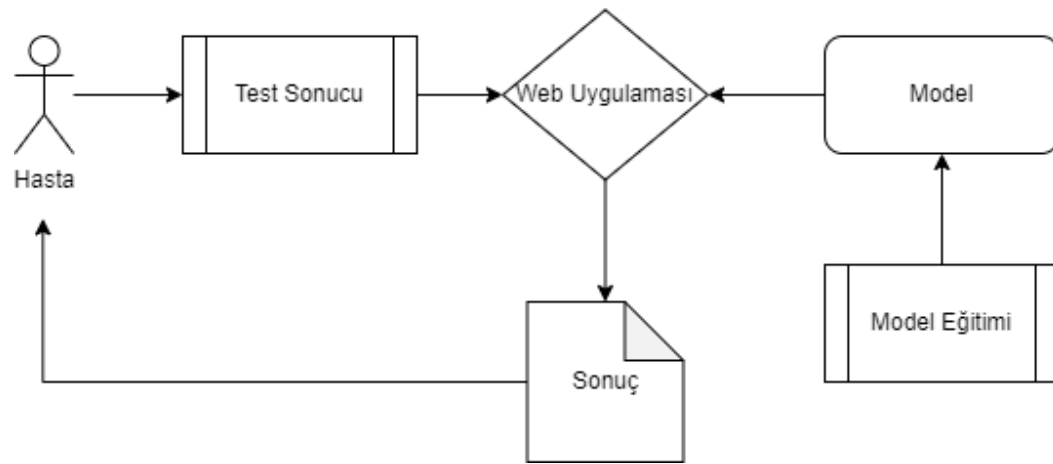 Test Sonucu
Web Uygulaması
Model
Hasta
Model Eğitimi
Sonuç